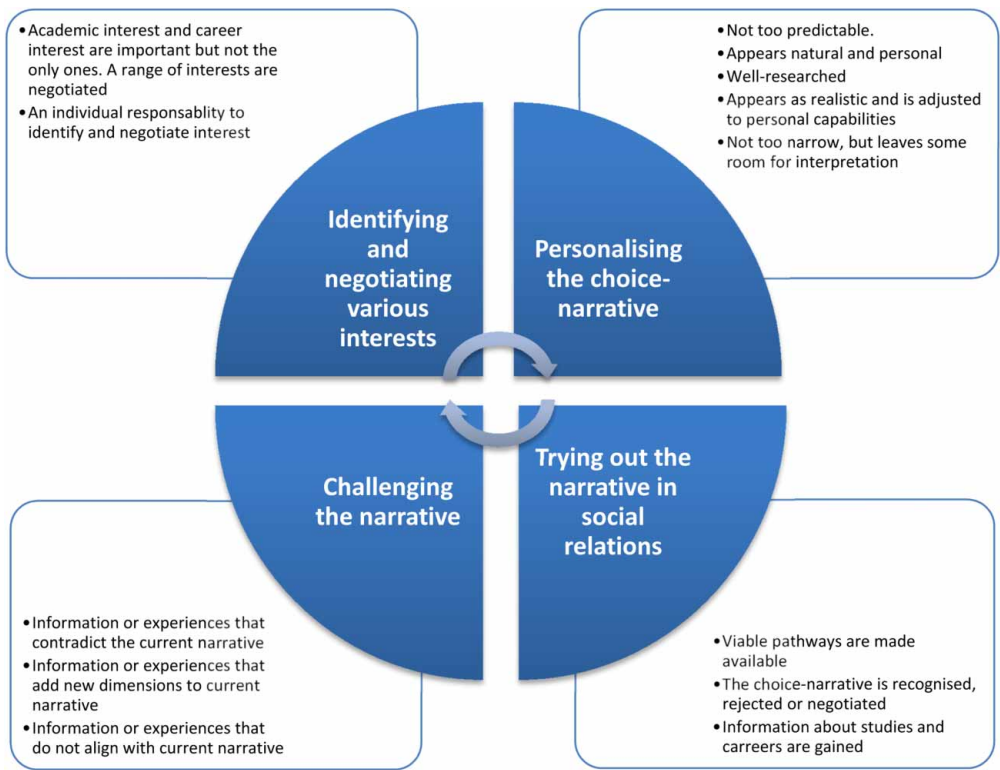 •Academic interest and career
interest are important but not the
only ones. A range of interests are
negotiated
•An individual responsablity to
identify and negotiate interest
•Not too predictable.
•Appears natural and personal
•Well-researched
•Appears as realistic and is adjusted
to personal capabilities
•Not too narrow, but leaves some
room for interpretation
Identifying
and
negotiating
various
interests
Personalising
the choice-
narrative
Challenging
the narrative
Trying out the
narrative in
social
relations
•Information or experiences that
contradict the current narrative
•Information or experiences that
add new dimensions to current
narrative
•Information or experiences that
do not align with current narrative
•Viable pathways are made
available
•The choice-narrative is recognised,
rejected or negotiated
•Information about studies and
carreers are gained